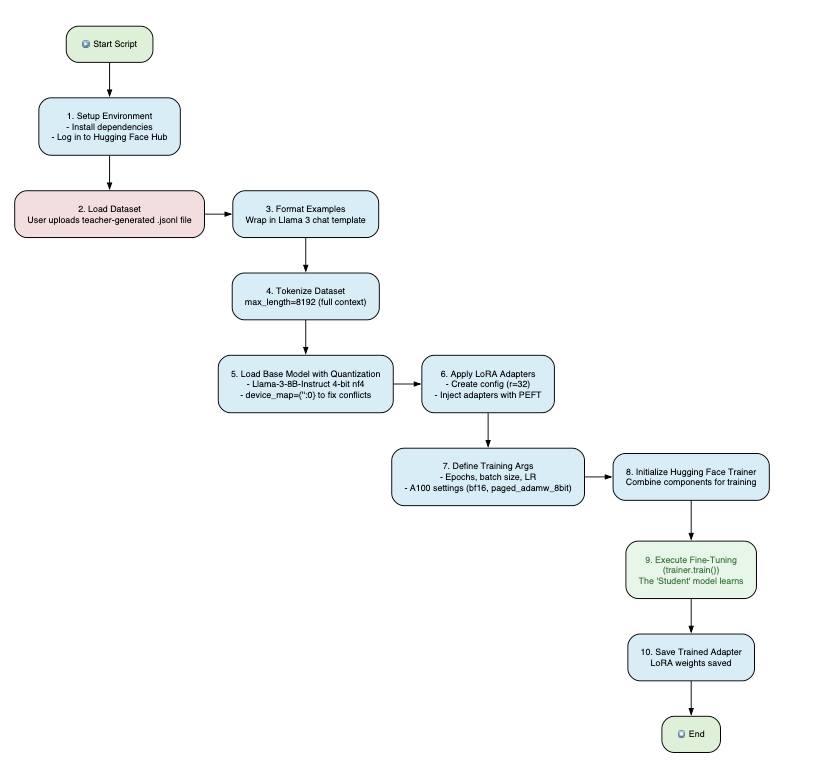 Start Script
1. Setup Environment
- Install dependencies
- Log in to Hugging Face Hub
2. Load Dataset
User uploads teacher-generated .jsonl file
3. Format Examples
Wrap in Llama 3 chat template
4. Tokenize Dataset
max_length=8192 (full context)
5. Load Base Model with Quantization
- Llama-3-8B-Instruct 4-bit nf4
- device_map={'':0} to fix conflicts
6. Apply LoRA Adapters
- Create config (r=32)
- Inject adapters with PEFT
7. Define Training Args
- Epochs, batch size, LR
- A100 settings (bf16, paged_adamw_8bit)
8. Initialize Hugging Face Trainer
Combine components for training
9. Execute Fine-Tuning
(trainer.train())
The 'Student' model learns
10. Save Trained Adapter
LoRA weights saved
End